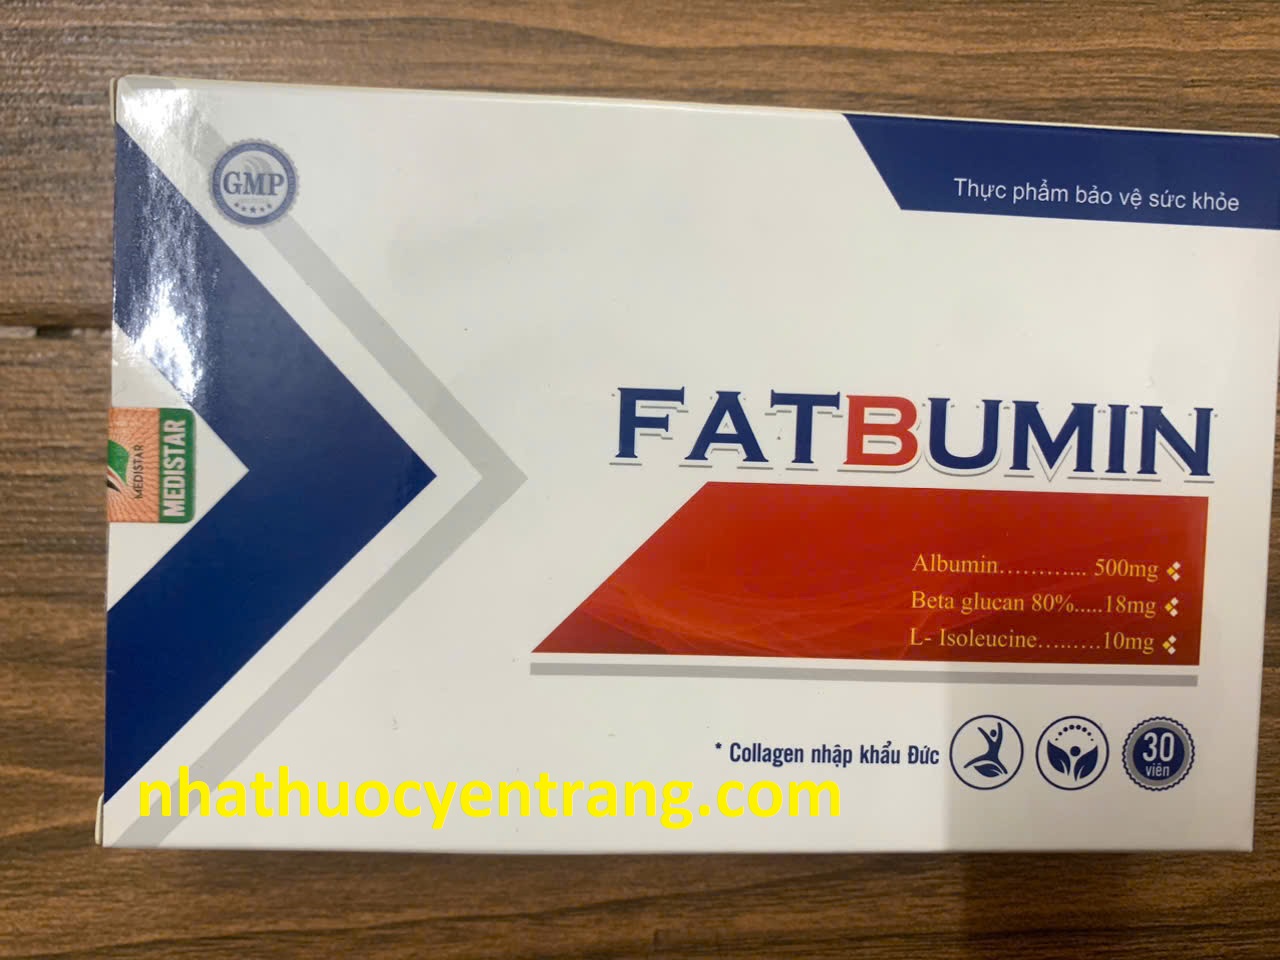 GMP
Thực phẩm bảo vệ sức khỏe
MEDISTAR
MEDISTAR
FATBUMIN
Albumin………... 500mg
Beta glucan 80%.....18mg
L- Isoleucine…..….10mg
* Collagen nhập khẩu Đức
30
viên
nhathuocyentrang.com